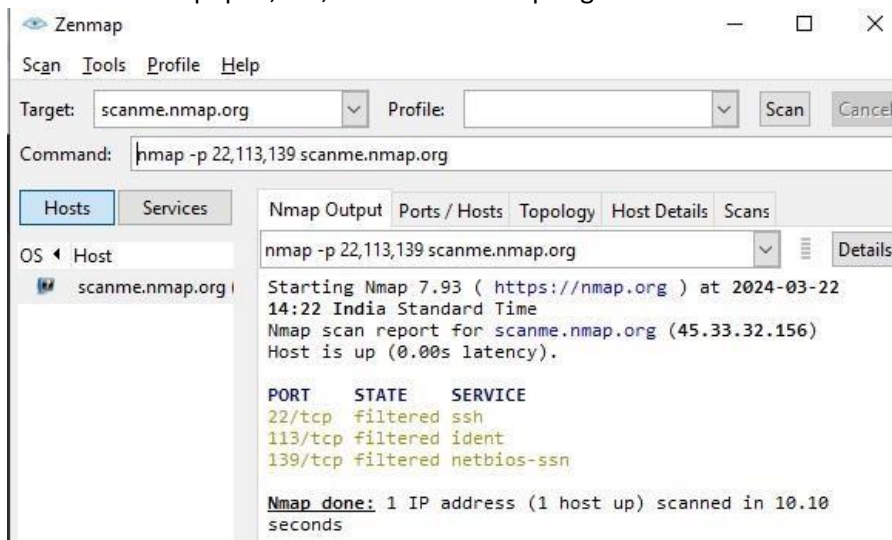 Zenmap
Scan Tools Profile Help
Target: scanme.nmap.org Profile: Scan Cancel
Command: nmap -p 22,113,139 scanme.nmap.org
Hosts Services Nmap Output Ports / Hosts Topology Host Details Scans
OS Host nmap -p 22,113,139 scanme.nmap.org Details
scanme.nmap.org (
Starting Nmap 7.93 ( https://nmap.org ) at 2024-03-22
14:22 India Standard Time
Nmap scan report for scanme.nmap.org (45.33.32.156)
Host is up (0.00s latency).
PORT STATE SERVICE
22/tcp filtered ssh
113/tcp filtered ident
139/tcp filtered netbios-ssn
Nmap done: 1 IP address (1 host up) scanned in 10.10
seconds